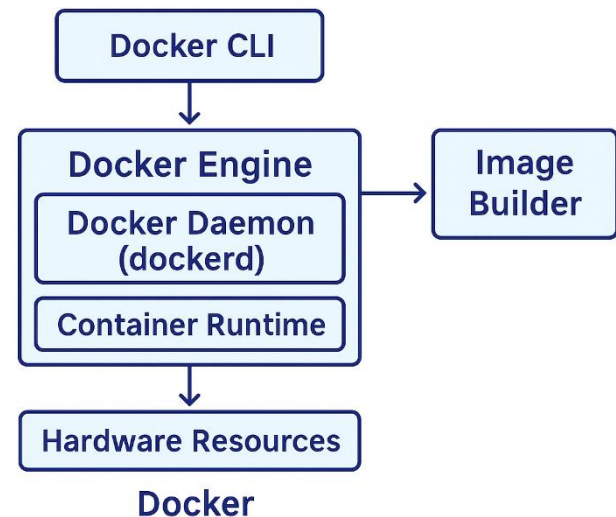 Docker CLI
Docker Engine
Docker Daemon
(dockerd)
Container Runtime
Image
Builder
Hardware Resources
Docker